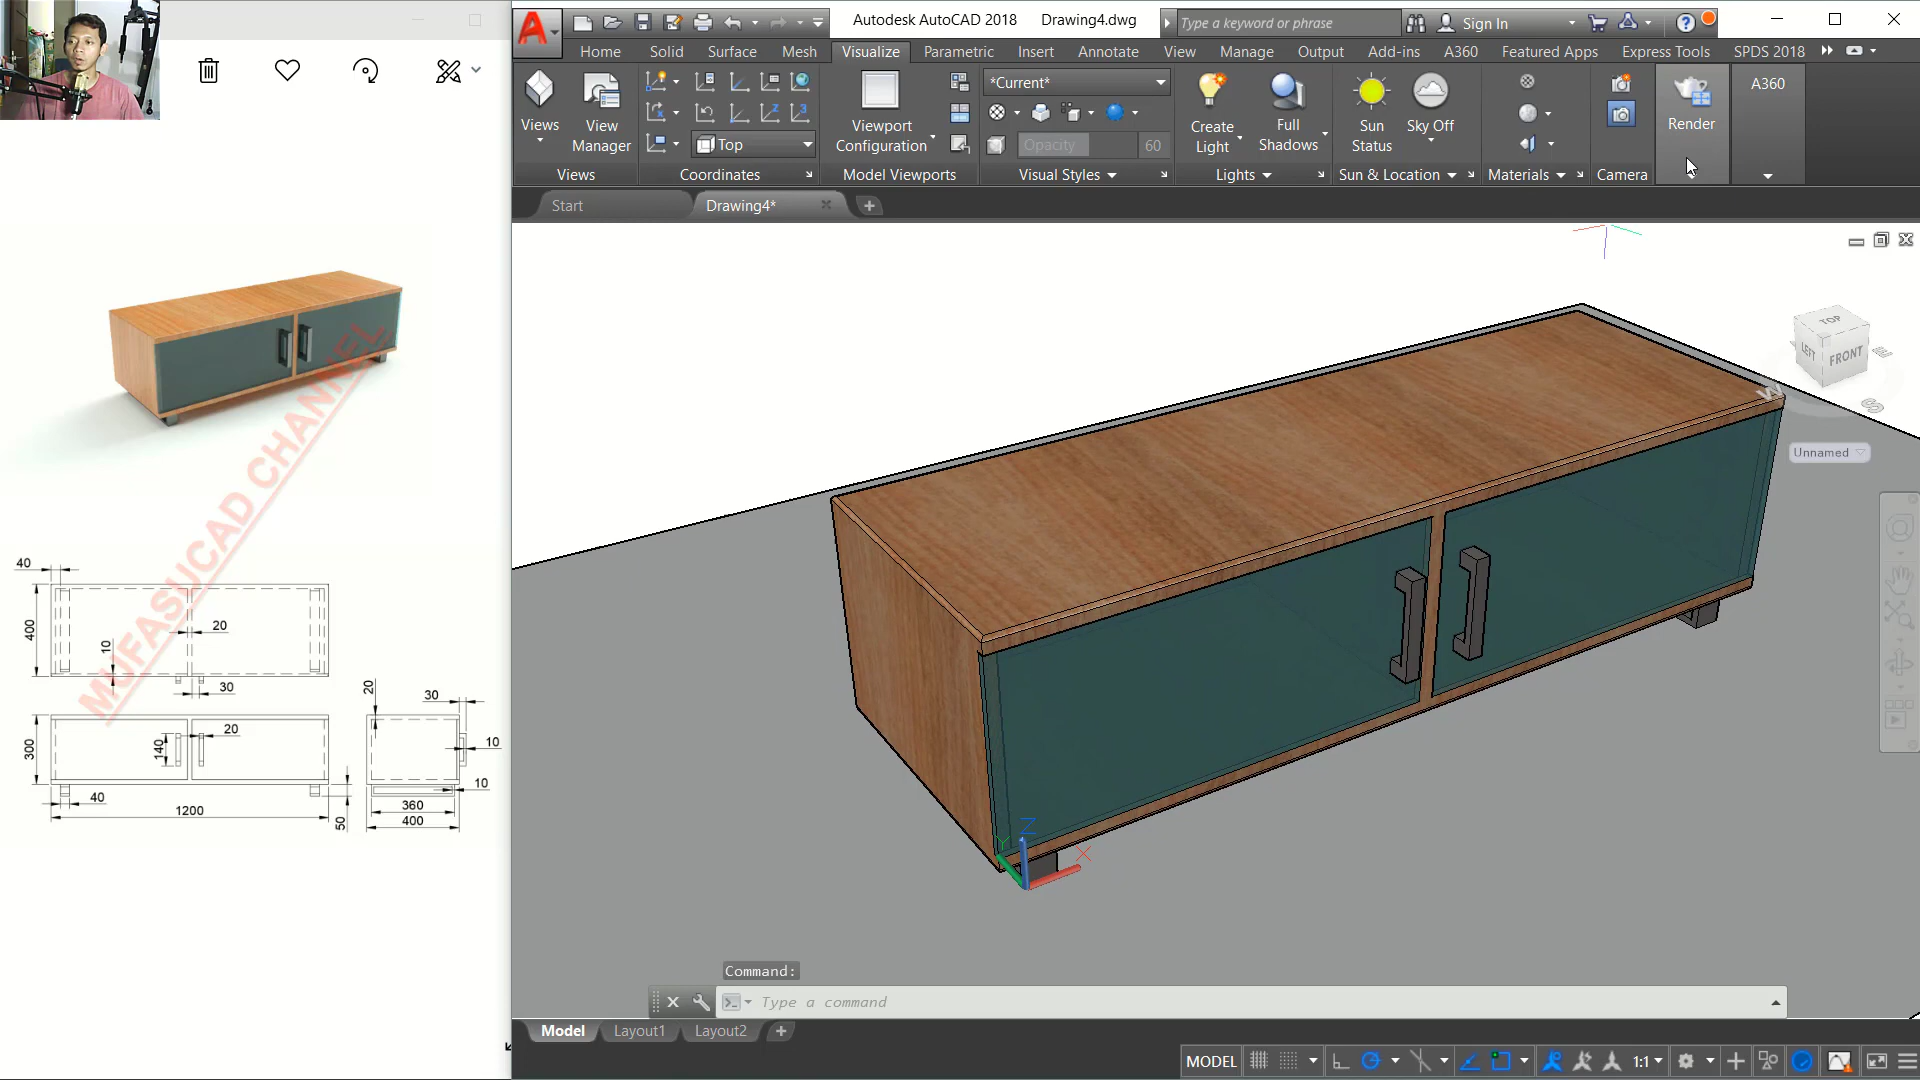 Autodesk AutoCAD 2018 Drawing4.dwg
Type a keyword or phrase
Sign In
Home Solid Surface Mesh Visualize Parametric Insert Annotate View Manage Output Add-ins A360 Featured Apps Express Tools SPDS 2018
Views
View Manager
Top
Viewport Configuration
*Current*
Opacity 60
Create Light
Full Shadows
Sun Status
Sky Off
Render
A360
Views Coordinates Model Viewports Visual Styles Lights Sun & Location Materials Camera
Start Drawing4*
TOP
LEFT
FRONT
W
S
E
Unnamed
MUFASUCAD CHANNEL
40
400
20
10
30
20
30
300
140
20
10
10
40
1200
50
360
400
Z
Y
X
Command:
Type a command
Model Layout1 Layout2
MODEL
1:1